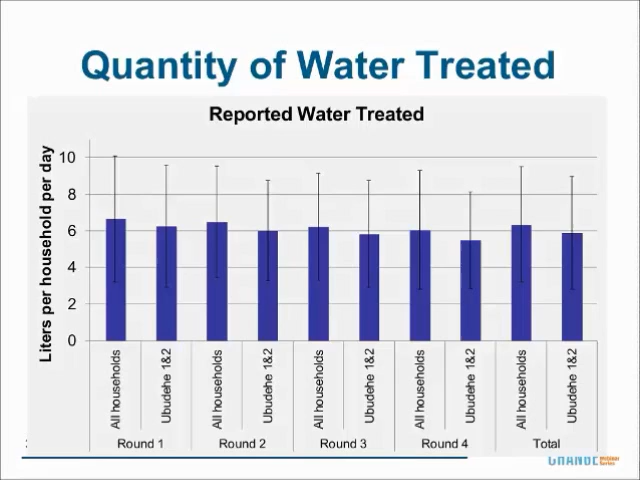 Quantity of Water Treated
Reported Water Treated
Liters per household per day
10
8
6
4
2
0
All households
Ubudehe 1&2
All households
Ubudehe 1&2
All households
Ubudehe 1&2
All households
Ubudehe 1&2
All households
Ubudehe 1&2
Round 1
Round 2
Round 3
Round 4
Total
CHANGE